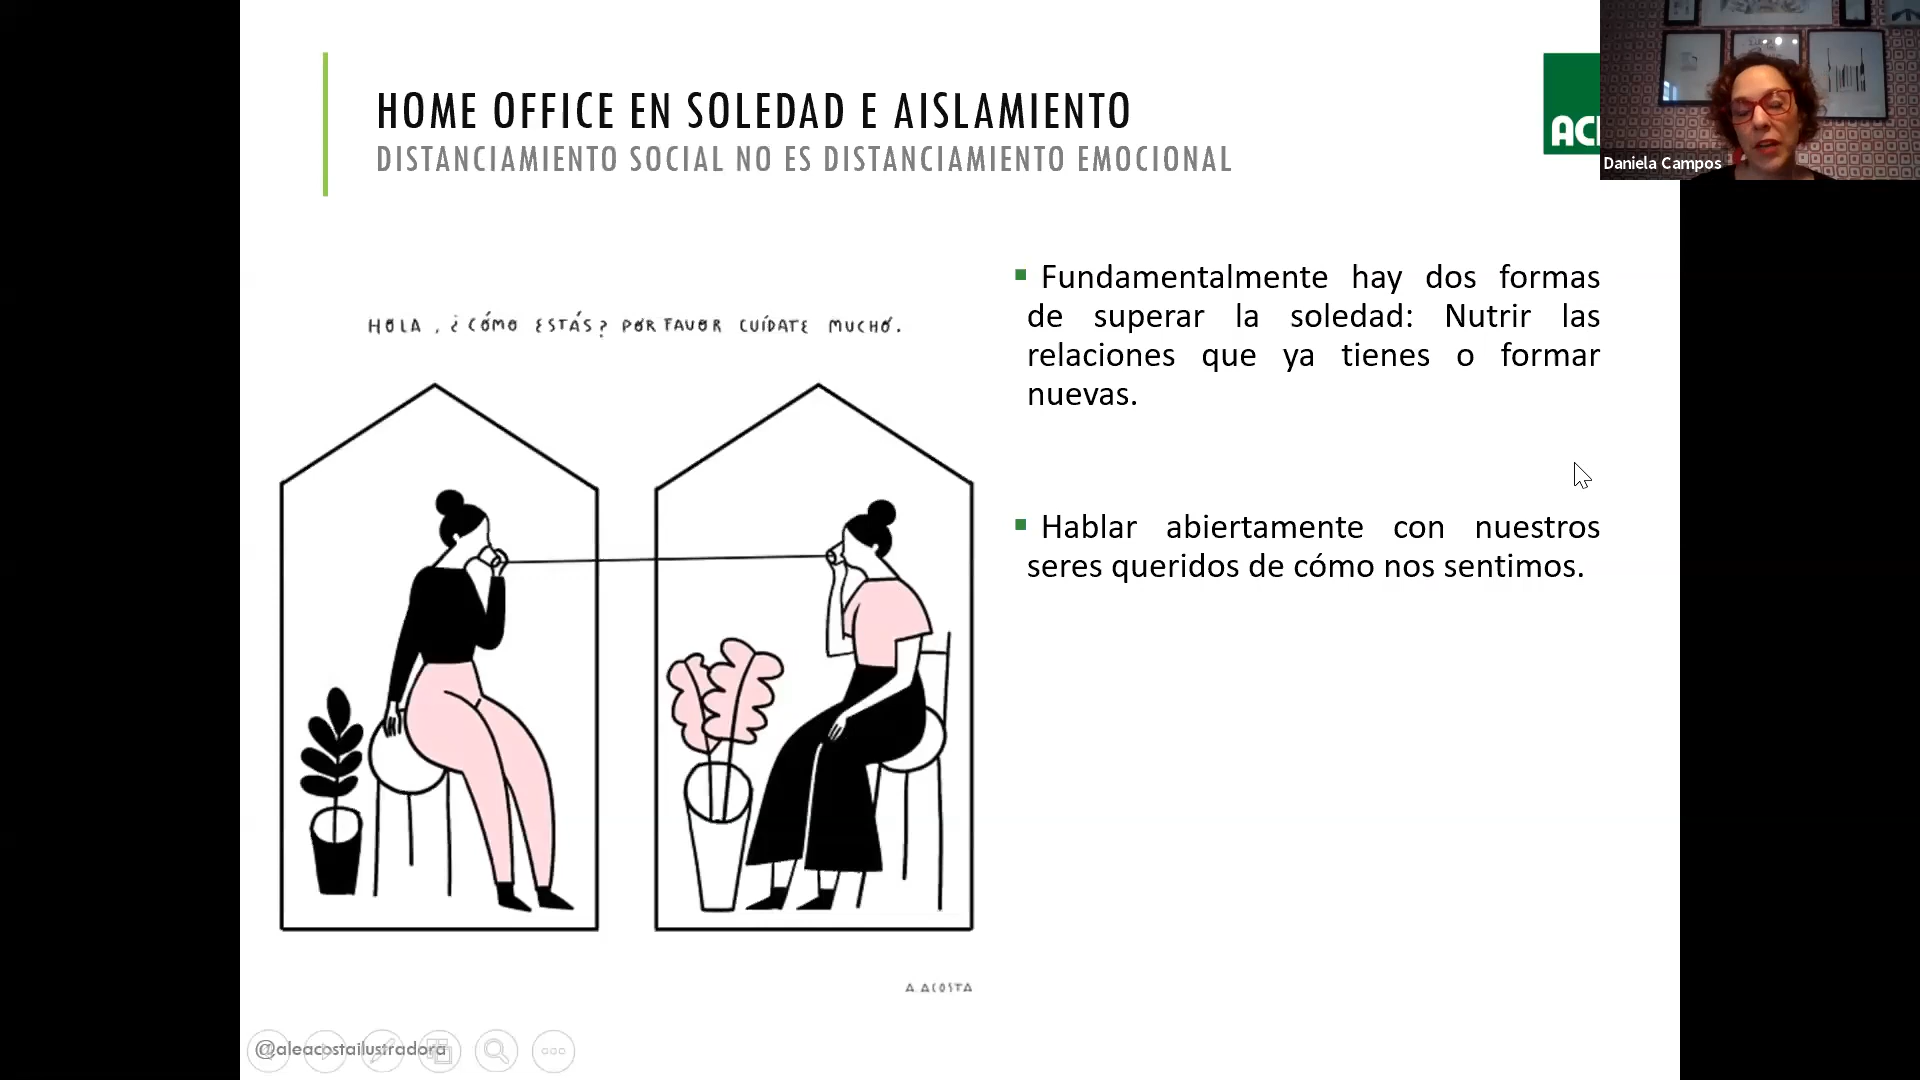 HOME OFFICE EN SOLEDAD E AISLAMIENTO
DISTANCIAMIENTO SOCIAL NO ES DISTANCIAMIENTO EMOCIONAL
Daniela Campos
HOLA, ¿CÓMO ESTÁS? POR FAVOR CUÍDATE MUCHO.
Fundamentalmente hay dos formas
de superar la soledad: Nutrir las
relaciones que ya tienes o formar
nuevas.
Hablar abiertamente con nuestros
seres queridos de cómo nos sentimos.
A.ACOSTA
@aleacostailustradora